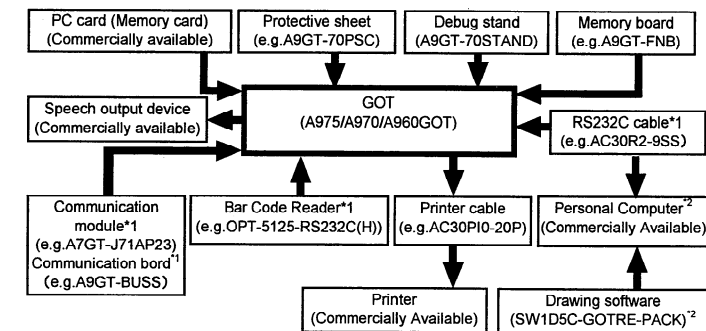 PC card (Memory card)
(Commercially available)
Protective sheet
(e.g.A9GT-70PSC)
Debug stand
(A9GT-70STAND)
Memory board
(e.g.A9GT-FNB)
Speech output device
(Commercially available)
GOT
(A975/A970/A960GOT)
RS232C cable*1
(e.g.AC30R2-9SS)
Communication
module*1
(e.g.A7GT-J71AP23)
Communication bord*1
(e.g.A9GT-BUSS)
Bar Code Reader*1
(e.g.OPT-5125-RS232C(H))
Printer cable
(e.g.AC30PI0-20P)
Personal Computer*2
(Commercially Available)
Printer
(Commercially Available)
Drawing software
(SW1D5C-GOTRE-PACK)*2